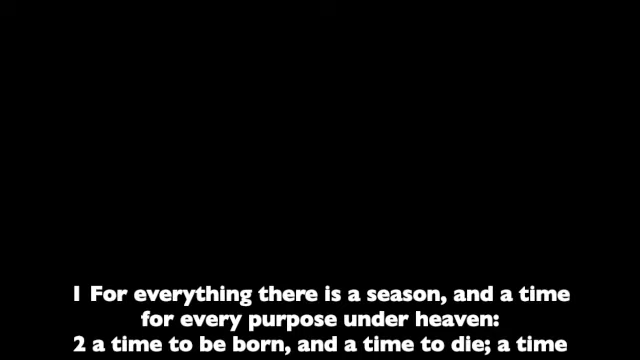 1 For everything there is a season, and a time
for every purpose under heaven:
2 a time to be born, and a time to die; a time